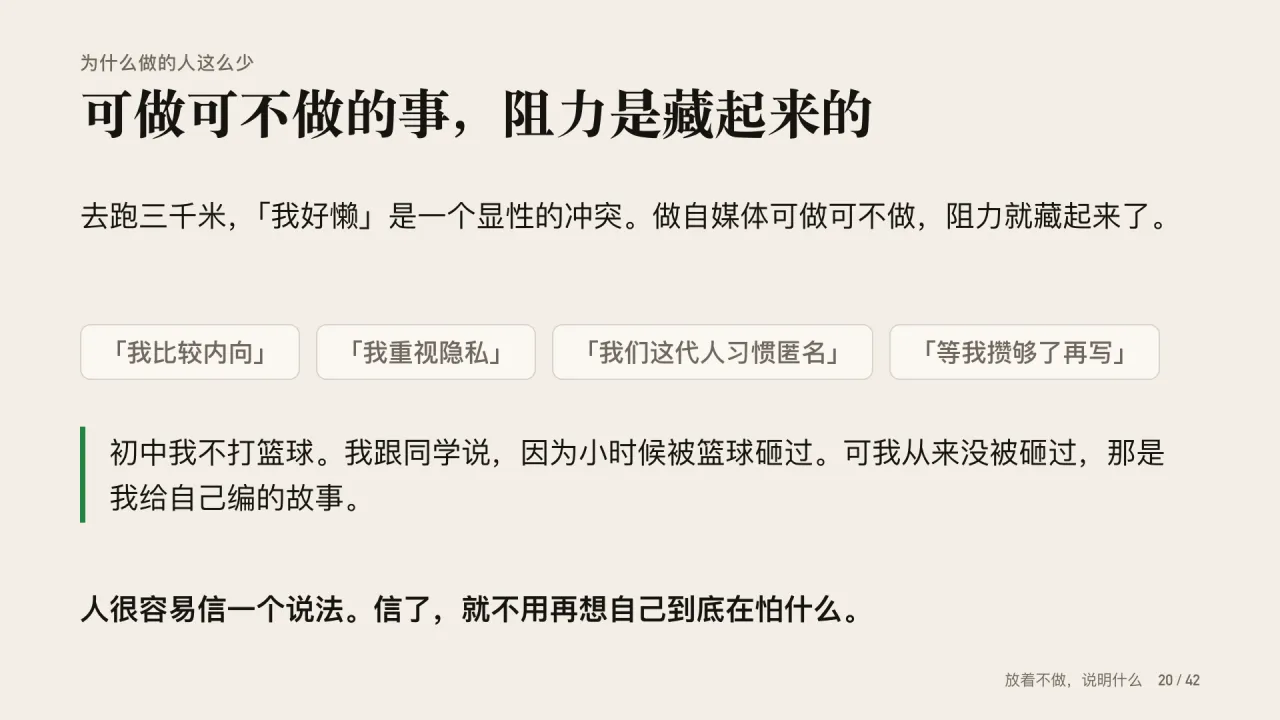 为什么做的人这么少
可做可不做的事，阻力是藏起来的
去跑三千米，「我好懒」是一个显性的冲突。做自媒体可做可不做，阻力就藏起来了。
「我比较内向」
「我重视隐私」
「我们这代人习惯匿名」
「等我攒够了再写」
初中我不打篮球。我跟同学说，因为小时候被篮球砸过。可我从来没被砸过，那是
我给自己编的故事。
人很容易信一个说法。信了，就不用再想自己到底在怕什么。
放着不做，说明什么 20 / 42